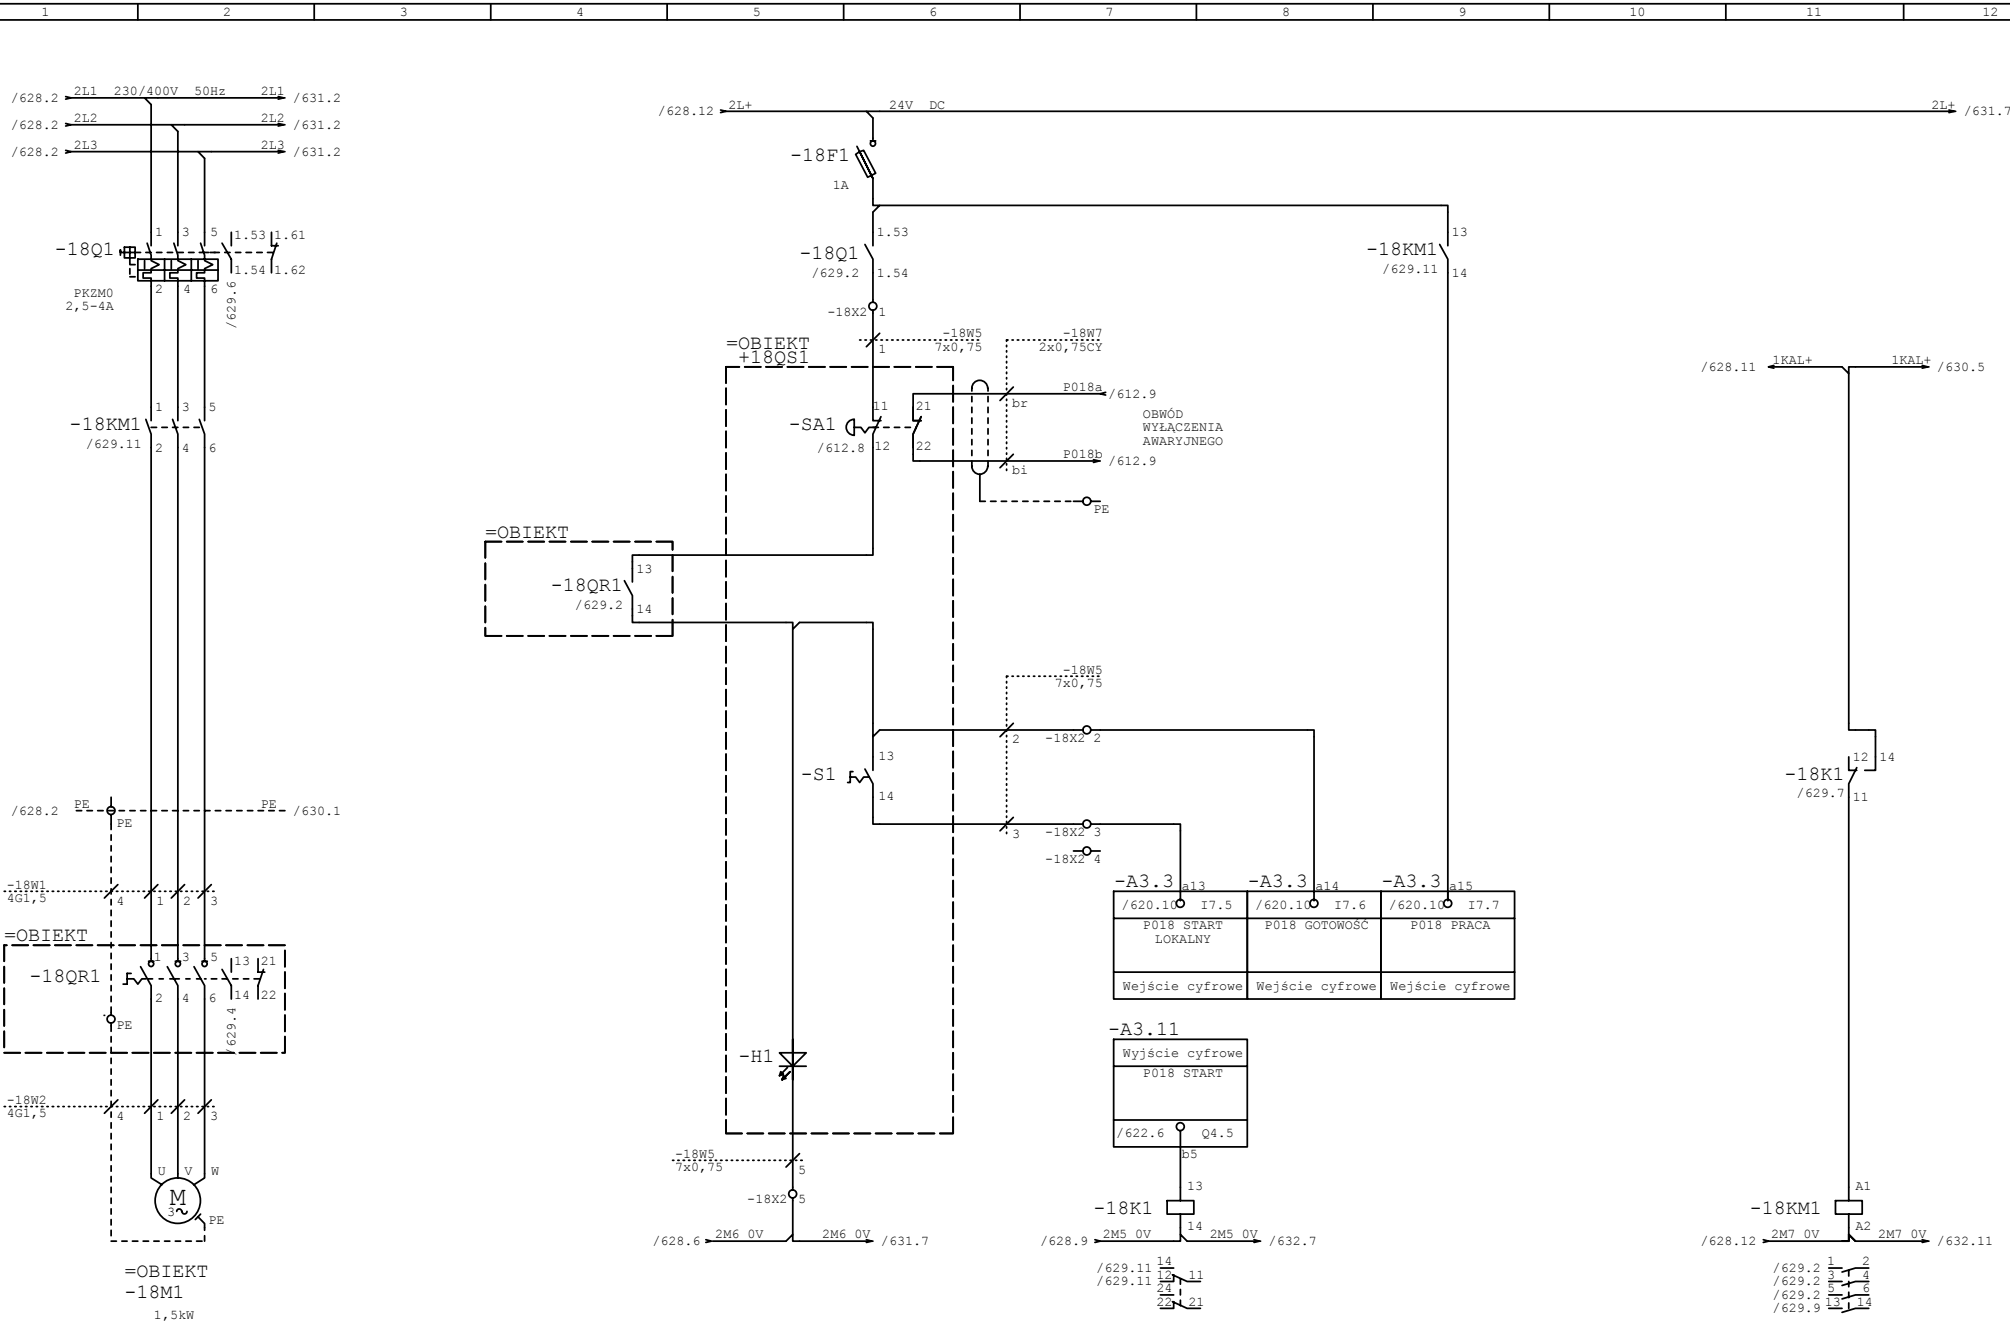 1 2 3 4 5 6 7 8 9 10 11 12
/628.2 2L1 230/400V 50Hz 2L1 /631.2
/628.2 2L2 2L2 /631.2
/628.2 2L3 2L3 /631.2
/628.12 2L+ 24V DC 2L+ /631.7
-18F1
1A
-18Q1
1 3 5 1.53 1.61
1.54 1.62
2 4 6
/629.6
PKZM0
2,5-4A
1.53
-18Q1
/629.2 1.54
13
-18KM1
/629.11 14
-18X2 1
-18W5
7x0,75
1
-18W7
2x0,75CY
=OBIEKT
+18QS1
/628.11 1KAL+ 1KAL+ /630.5
P018a /612.9
br
OBWÓD
WYŁĄCZENIA
AWARYJNEGO
11 21
-SA1
/612.8 12 22
P018b /612.9
bi
PE
1 3 5
-18KM1
/629.11 2 4 6
=OBIEKT
13
-18QR1
/629.2 14
-18W5
7x0,75
2 -18X2 2
13
-S1
14
3 -18X2 3
-18X2 4
12 14
-18K1
/629.7 11
/628.2 PE PE /630.1
PE
-18W1
4G1,5
4 1 2 3
=OBIEKT
-18QR1
1 3 5 13 21
2 4 6 14 22
PE
/629.4
-A3.3 a13 -A3.3 a14 -A3.3 a15
/620.10 I7.5 /620.10 I7.6 /620.10 I7.7
P018 START
LOKALNY
P018 GOTOWOŚĆ
P018 PRACA
Wejście cyfrowe Wejście cyfrowe Wejście cyfrowe
-A3.11
Wyjście cyfrowe
P018 START
/622.6 Q4.5
b5
-H1
-18W2
4G1,5
4 1 2 3
-18W5
7x0,75
5
-18X2 5
U V W
M
3
PE
13
-18K1
14
A1
-18KM1
A2
/628.6 2M6 0V 2M6 0V /631.7
/628.9 2M5 0V 2M5 0V /632.7
/628.12 2M7 0V 2M7 0V /632.11
=OBIEKT
-18M1
1,5kW
/629.11 14
/629.11 12 11
24
22 21
/629.2 1 2
/629.2 3 4
/629.2 5 6
/629.9 13 14